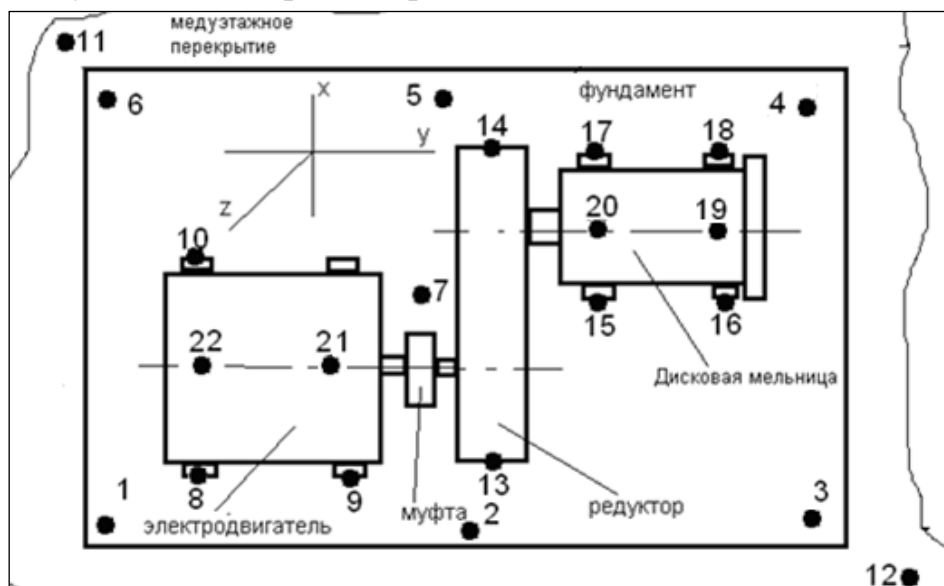 медуэтажное
перекрытие
11
6
x
5
фундамент
4
14
17
18
y
z
20
19
10
7
15
16
22
21
Дисковая мельница
8
9
13
1
электродвигатель
муфта
2
редуктор
3
12